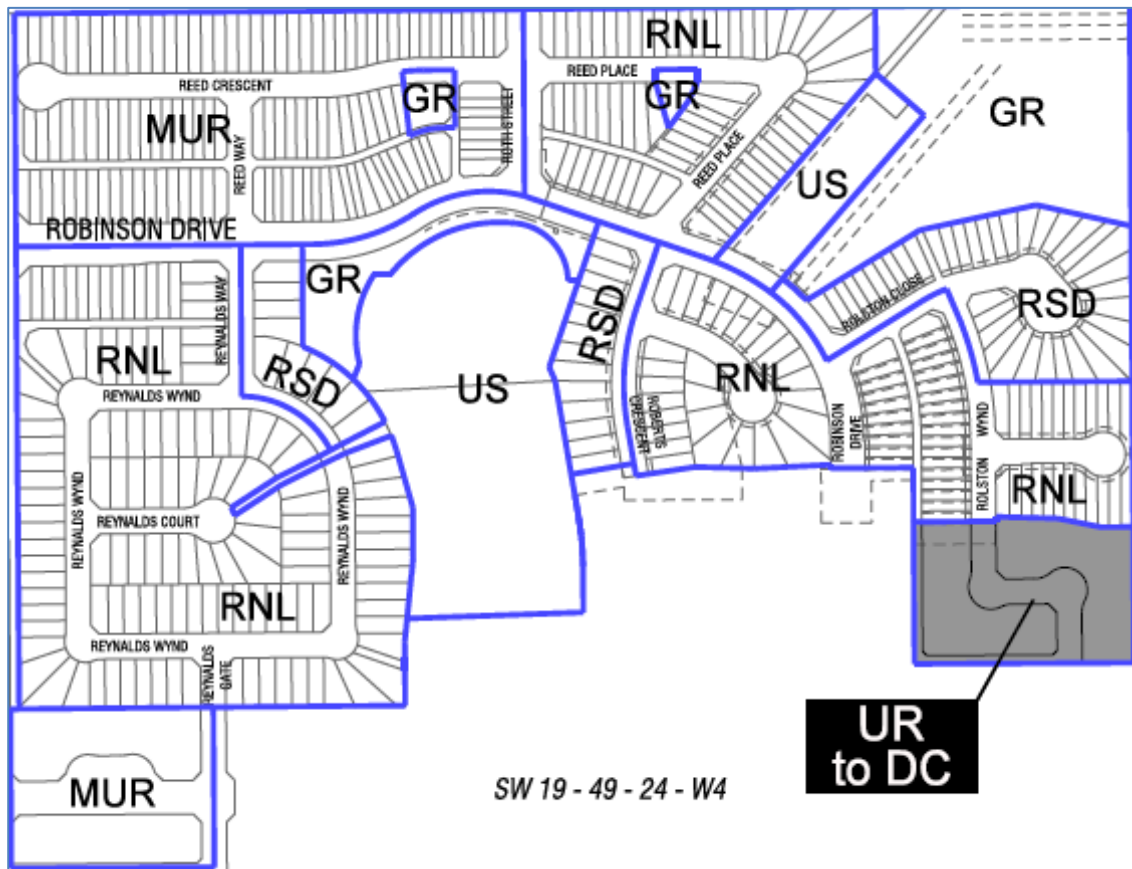 RNL
REED CRESCENT
REED PLACE
GR
GR
GR
MUR
RUTH STREET
REED WAY
REED PLACE
US
ROBINSON DRIVE
GR
REYNALDS WAY
ROLSTON CLOSE
RSD
RSD
RNL
RSD
RNL
US
REYNALDS WYND
ROBERTS
CRESCENT
ROBINSON
DRIVE
ROLSTON WYND
RNL
REYNALDS WYND
REYNALDS COURT
REYNALDS WYND
RNL
REYNALDS WYND
REYNALDS
GATE
UR
to DC
MUR
SW 19 - 49 - 24 - W4